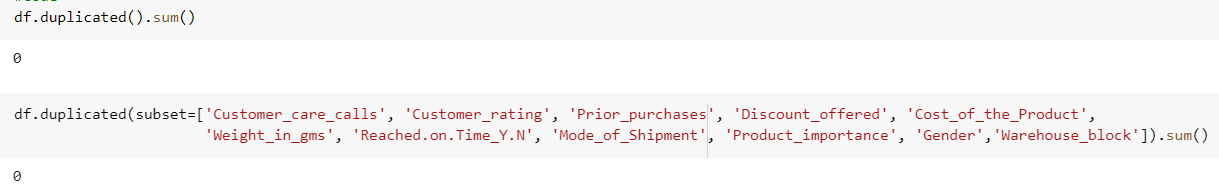 df.duplicated().sum()
0
df.duplicated(subset=['Customer_care_calls', 'Customer_rating', 'Prior_purchases', 'Discount_offered', 'Cost_of_the_Product',
'Weight_in_gms', 'Reached.on.Time_Y.N', 'Mode_of_Shipment', 'Product_importance', 'Gender','Warehouse_block']).sum()
0